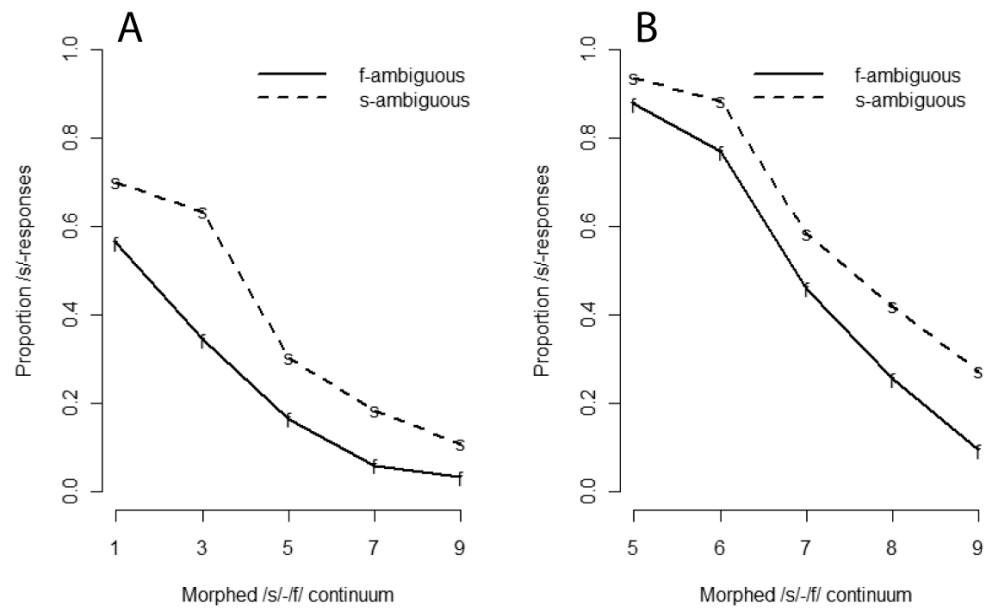 A
1.0
0.8
0.6
0.4
0.2
0.0
Proportion /s/-responses
f-ambiguous
s-ambiguous
s
s
s
s
s
f
f
f
f
f
1 3 5 7 9
Morphed /s/-/f/ continuum
B
1.0
0.8
0.6
0.4
0.2
0.0
Proportion /s/-responses
f-ambiguous
s-ambiguous
s
s
s
s
s
f
f
f
f
f
5 6 7 8 9
Morphed /s/-/f/ continuum